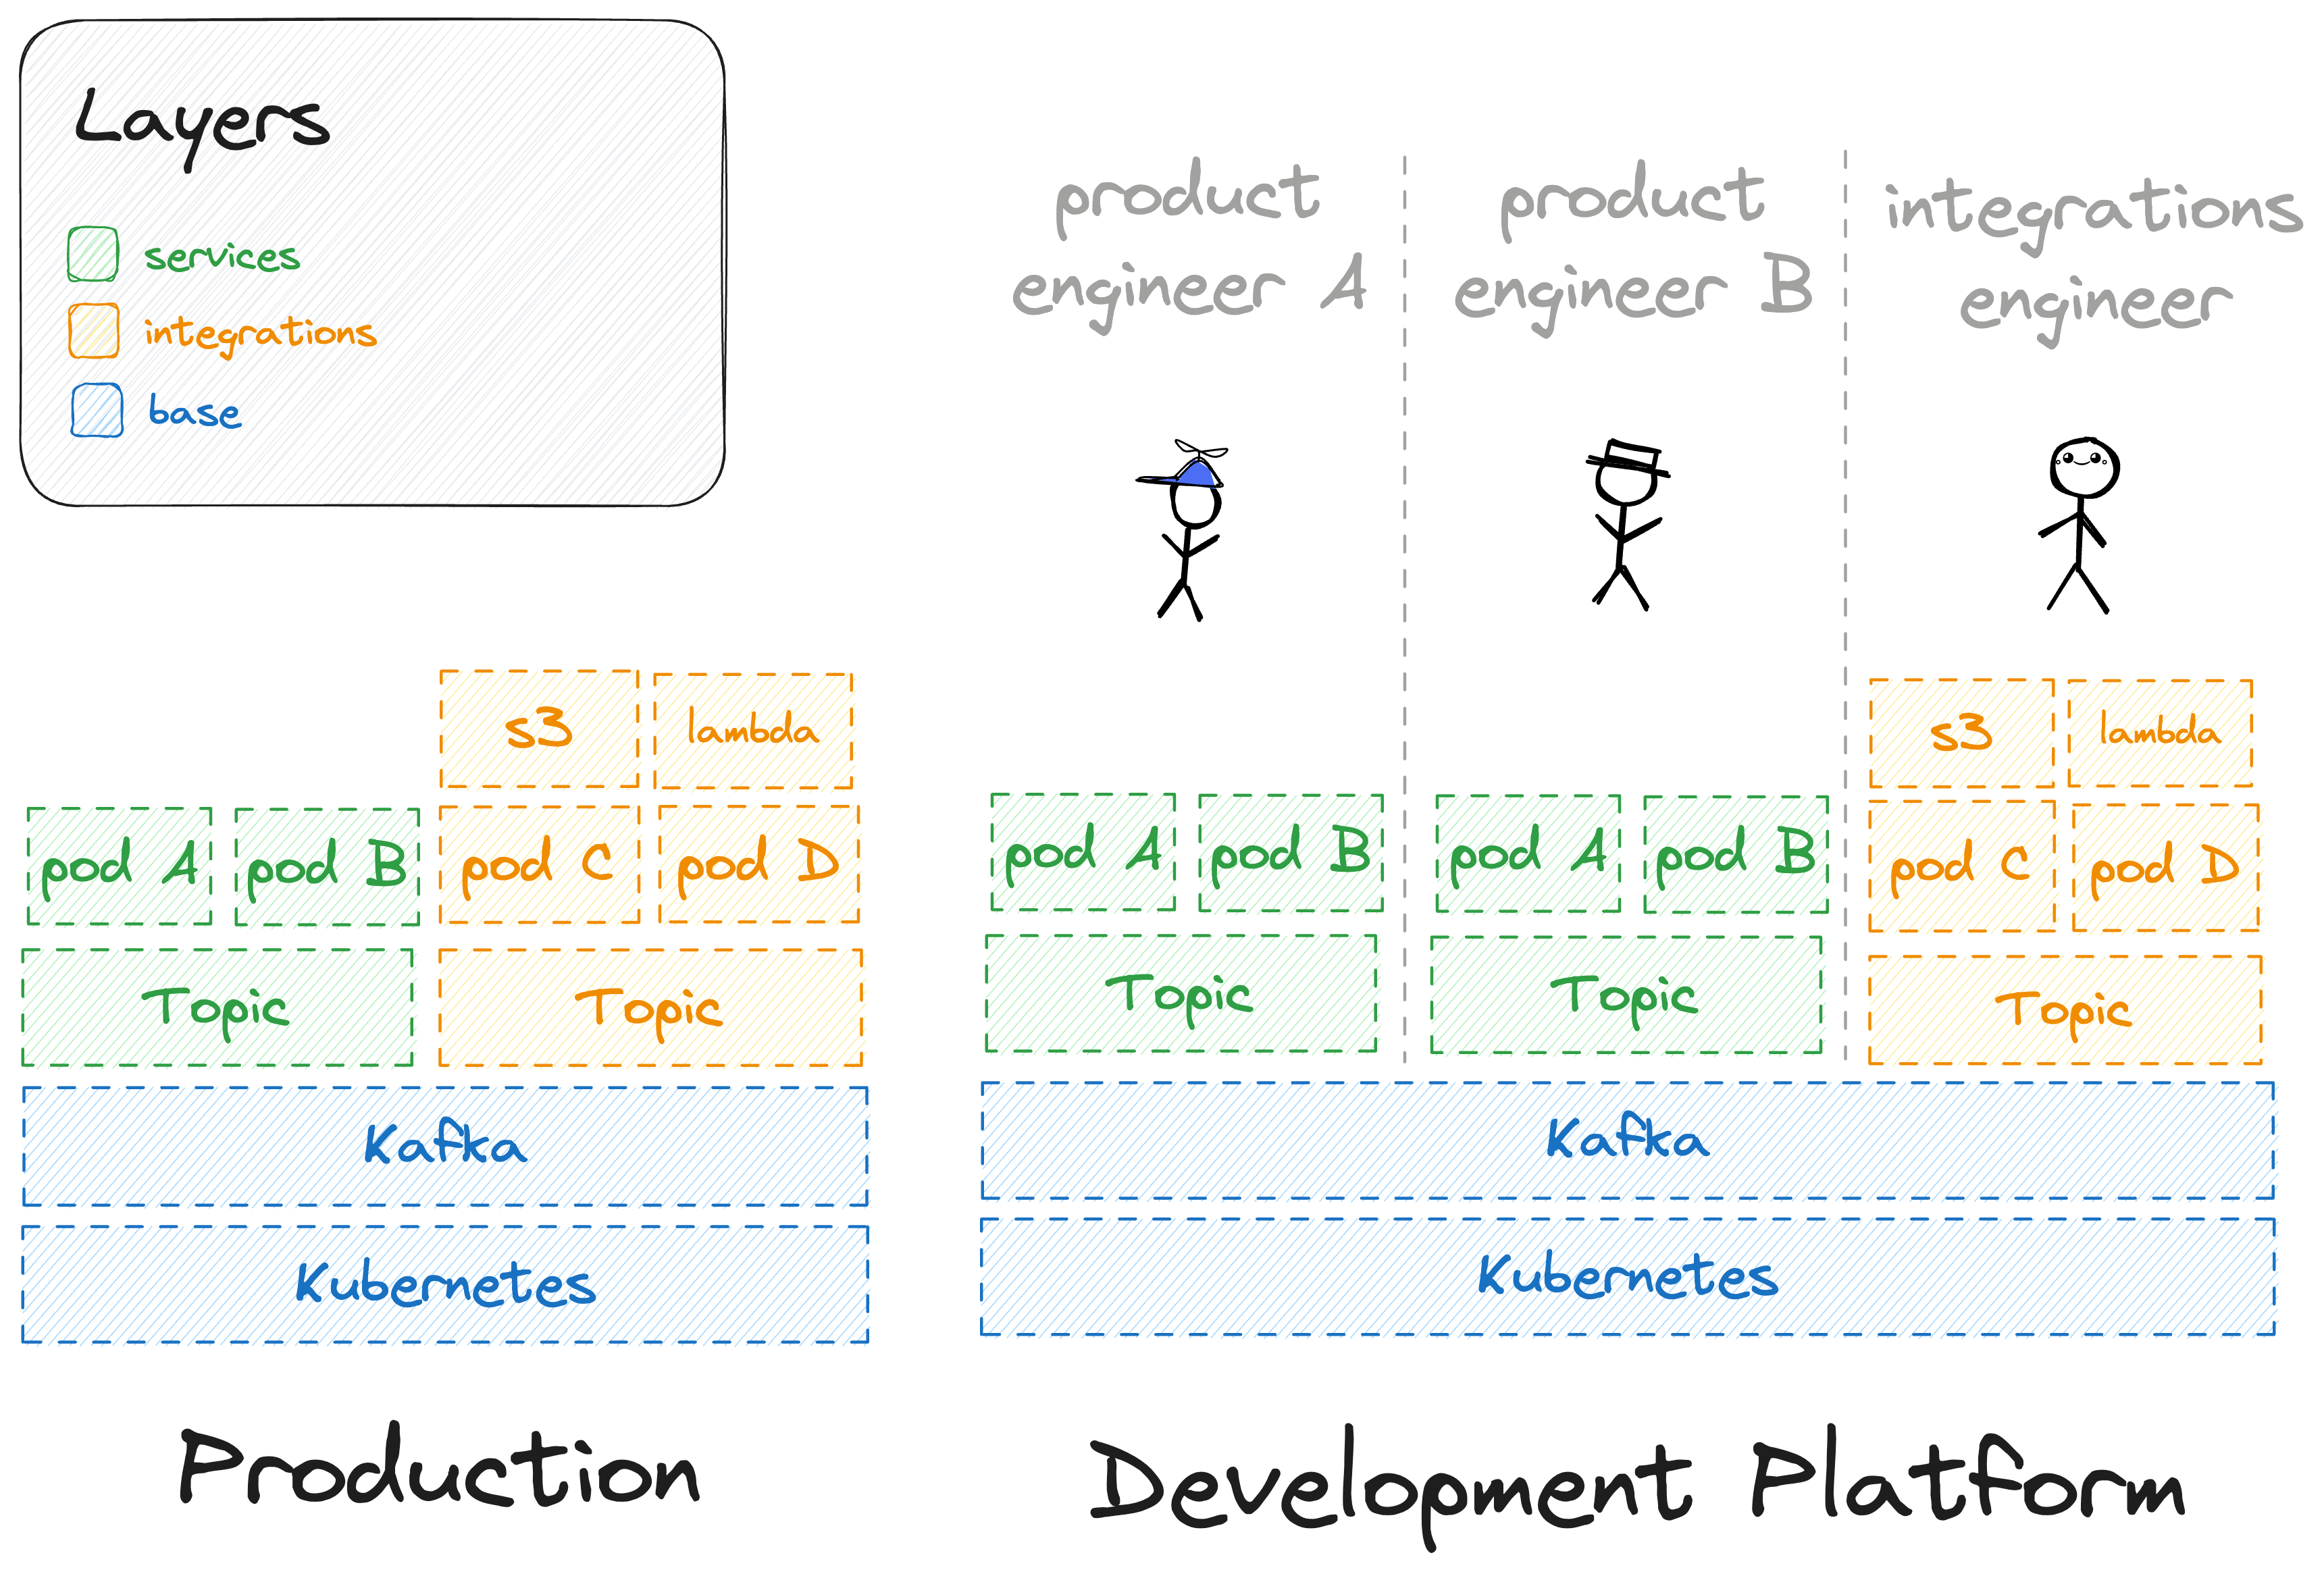 Layers
services
integrations
base
product
engineer A
product
engineer B
integrations
engineer
s3
lambda
pod A
pod B
pod C
pod D
Topic
Topic
Kafka
Kubernetes
Production
s3
lambda
pod A
pod B
pod A
pod B
pod C
pod D
Topic
Topic
Topic
Kafka
Kubernetes
Development Platform